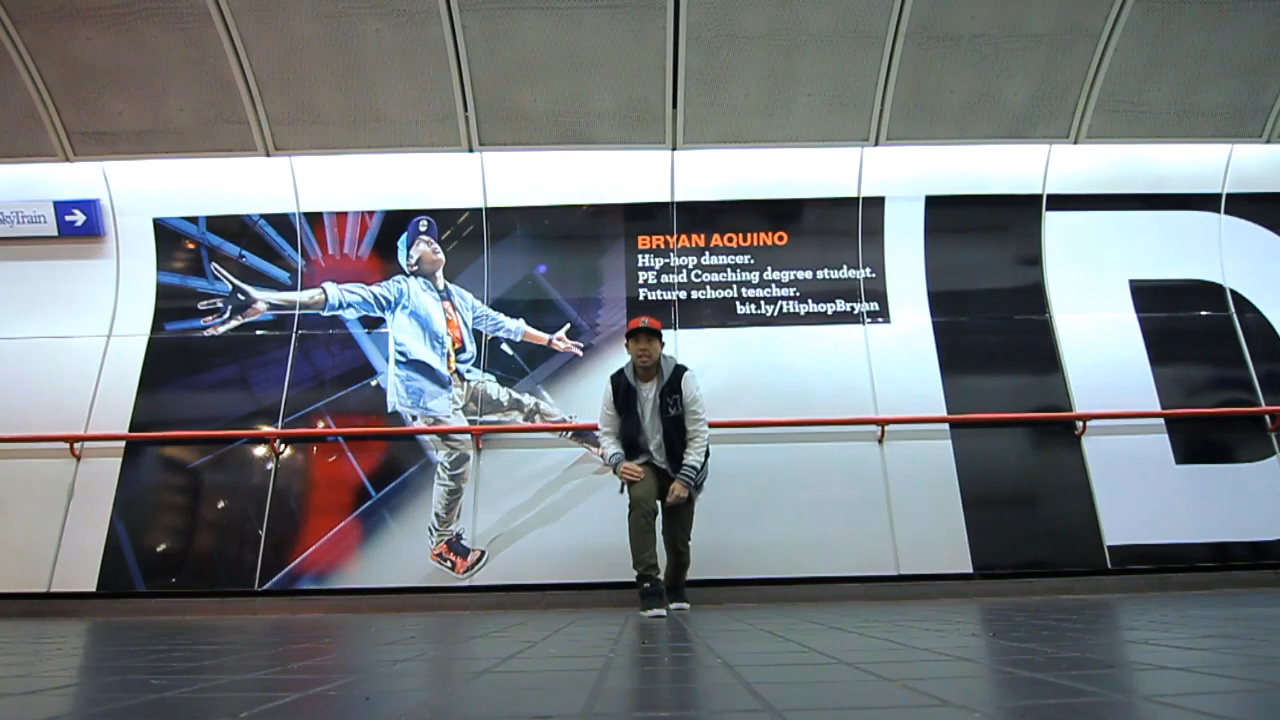 SkyTrain
BRYAN AQUINO
Hip-hop dancer.
PE and Coaching degree student.
Future school teacher.
bit.ly/HiphopBryan
D